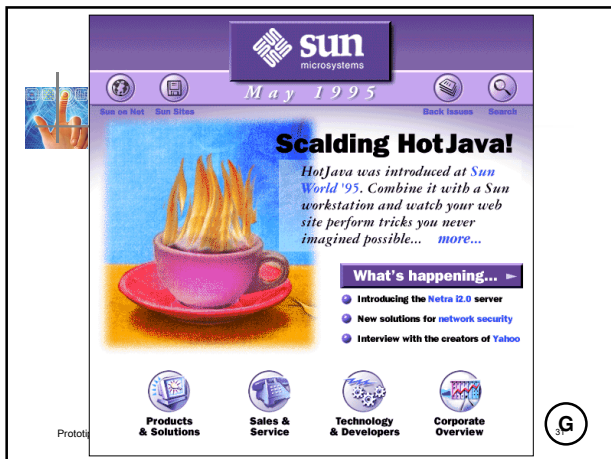 sun
microsystems
May 1995
Sun on Net
Sun Sites
Back Issues
Search
Scalding HotJava!
HotJava was introduced at Sun
World '95. Combine it with a Sun
workstation and watch your web
site perform tricks you never
imagined possible... more...
What's happening...
Introducing the Netra i2.0 server
New solutions for network security
Interview with the creators of Yahoo
Products
& Solutions
Sales &
Service
Technology
& Developers
Corporate
Overview
G